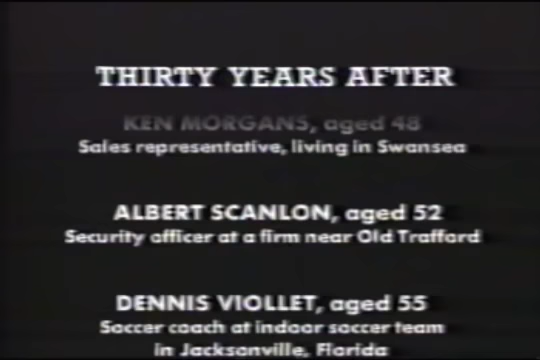 THIRTY YEARS AFTER
KEN MORGANS, aged 48
Sales representative, living in Swansea
ALBERT SCANLON, aged 52
Security officer at a firm near Old Trafford
DENNIS VIOLLET, aged 55
Soccer coach at indoor soccer team
in Jacksonville, Florida